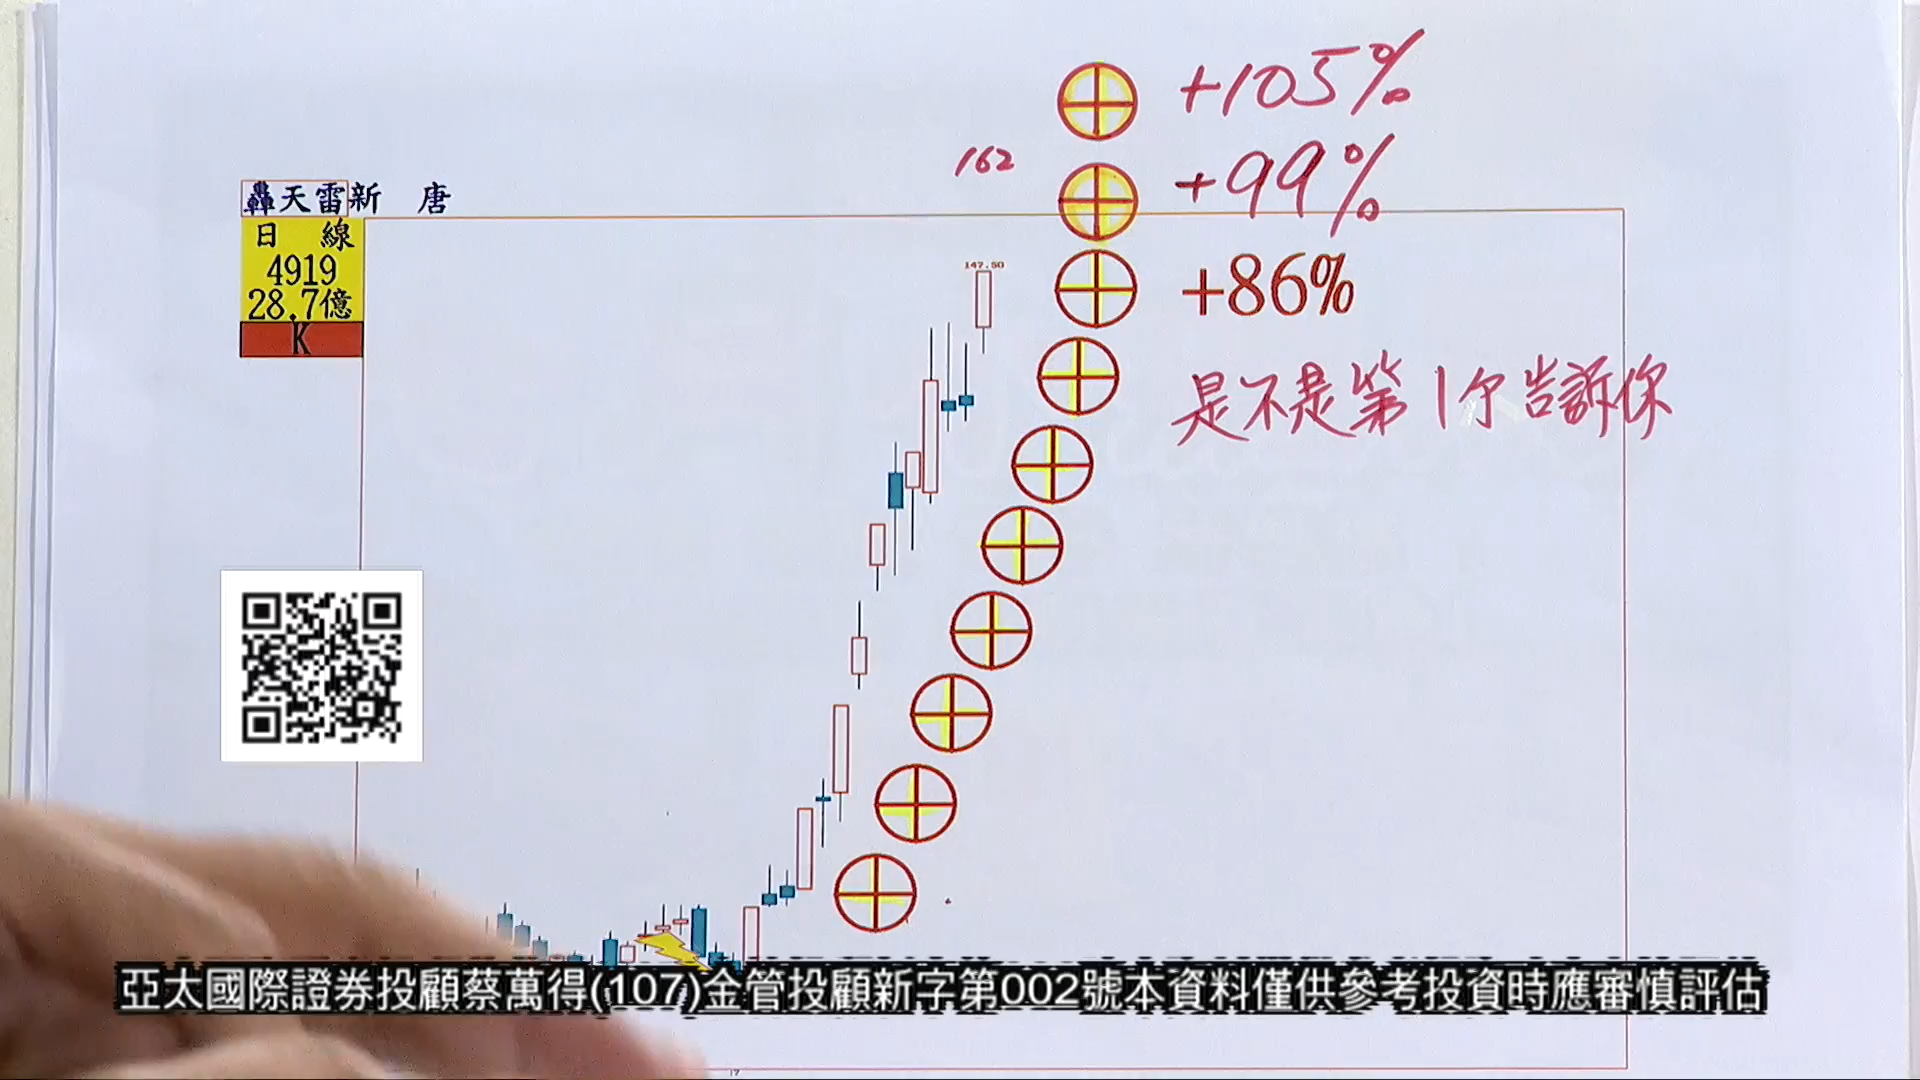 +105%
162
+99%
轟天雷新 唐
日 線
4919
28.7億
K
147.50
+86%
是不是第1个告訴你
亞太國際證券投顧蔡萬得(107)金管投顧新字第002號本資料僅供參考投資時應審慎評估
17